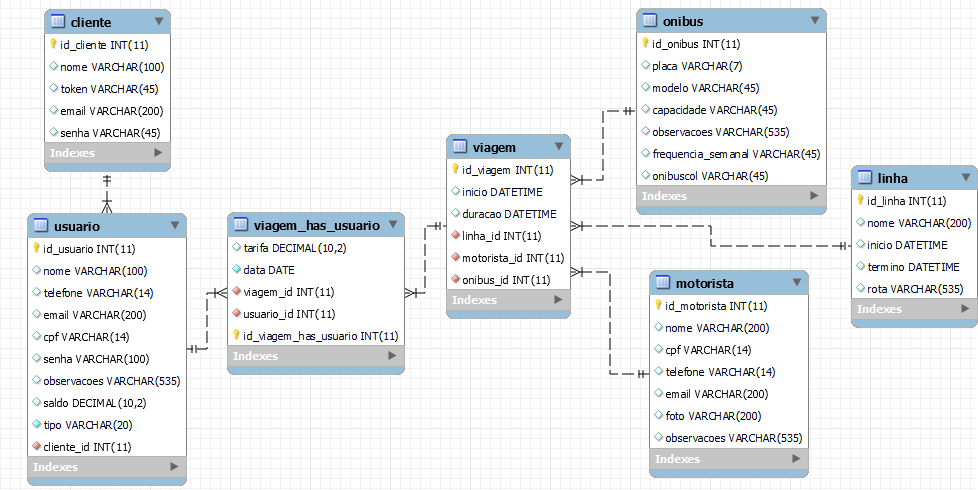 cliente
id_cliente INT(11)
nome VARCHAR(100)
token VARCHAR(45)
email VARCHAR(200)
senha VARCHAR(45)
Indexes
usuario
id_usuario INT(11)
nome VARCHAR(100)
telefone VARCHAR(14)
email VARCHAR(200)
cpf VARCHAR(14)
senha VARCHAR(100)
observacoes VARCHAR(535)
saldo DECIMAL(10,2)
tipo VARCHAR(20)
cliente_id INT(11)
Indexes
viagem_has_usuario
tarifa DECIMAL(10,2)
data DATE
viagem_id INT(11)
usuario_id INT(11)
id_viagem_has_usuario INT(11)
Indexes
viagem
id_viagem INT(11)
inicio DATETIME
duracao DATETIME
linha_id INT(11)
motorista_id INT(11)
onibus_id INT(11)
Indexes
onibus
id_onibus INT(11)
placa VARCHAR(7)
modelo VARCHAR(45)
capacidade VARCHAR(45)
observacoes VARCHAR(535)
frequencia_semanal VARCHAR(45)
onibuscol VARCHAR(45)
Indexes
motorista
id_motorista INT(11)
nome VARCHAR(200)
cpf VARCHAR(14)
telefone VARCHAR(14)
email VARCHAR(200)
foto VARCHAR(200)
observacoes VARCHAR(535)
Indexes
linha
id_linha INT(11)
nome VARCHAR(200)
inicio DATETIME
termino DATETIME
rota VARCHAR(535)
Indexes